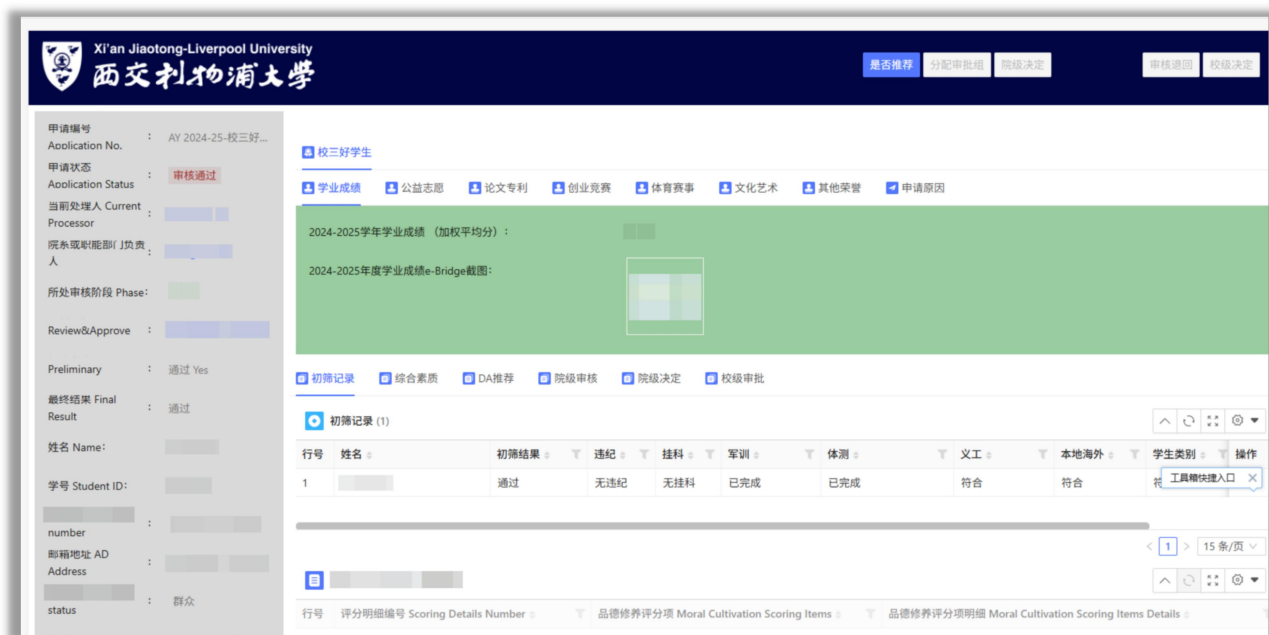 Xi'an Jiaotong-Liverpool University
西交利物浦大学
是否推荐 分配审批组 院级决定 审核退回 校级决定
申请编号
Application No. : AY 2024-25-校三好...
申请状态
Application Status : 审核通过
当前处理人 Current
Processor :
院系或职能部门负责
人 :
所处审核阶段 Phase:
Review&Approve :
Preliminary : 通过 Yes
最终结果 Final
Result : 通过
姓名 Name:
学号 Student ID:
number :
邮箱地址 AD
Address :
status : 群众
校三好学生
学业成绩 公益志愿 论文专利 创业竞赛 体育赛事 文化艺术 其他荣誉 申请原因
2024-2025学年学业成绩 （加权平均分）:
2024-2025年度学业成绩e-Bridge截图:
初筛记录 综合素质 DA推荐 院级审核 院级决定 校级审批
初筛记录 (1)
行号 姓名 初筛结果 违纪 挂科 军训 体测 义工 本地海外 学生类别 操作
1 通过 无违纪 无挂科 已完成 已完成 符合 符合
工具箱快捷入口
1 15 条/页
行号 评分明细编号 Scoring Details Number 品德修养评分项 Moral Cultivation Scoring Items 品德修养评分项明细 Moral Cultivation Scoring Items Details